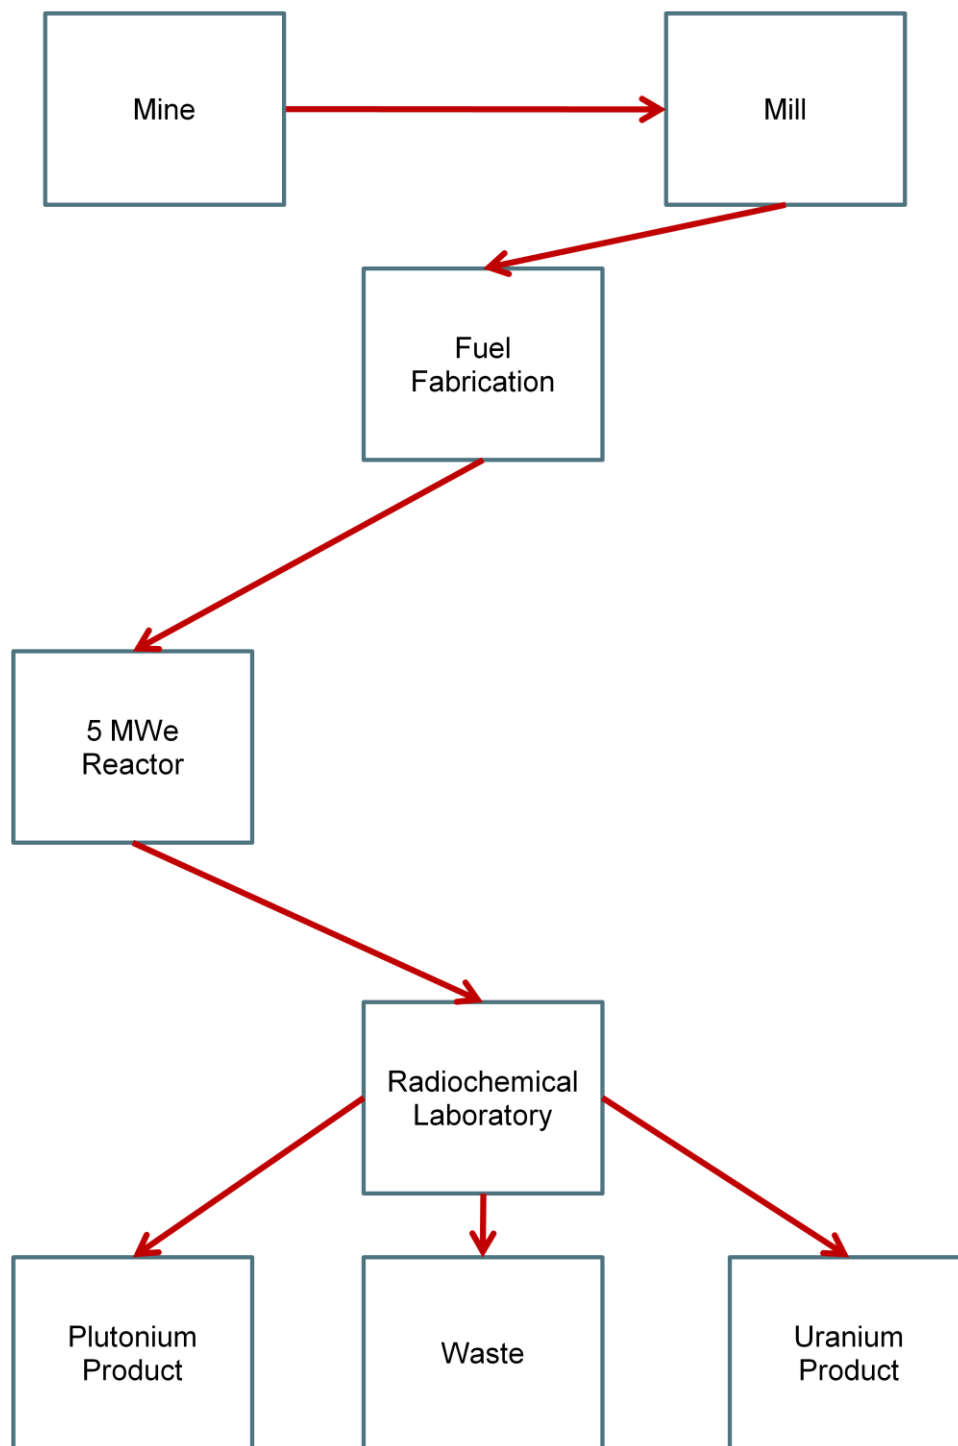 Mine
Mill
Fuel
Fabrication
5 MWe
Reactor
Radiochemical
Laboratory
Plutonium
Product
Waste
Uranium
Product